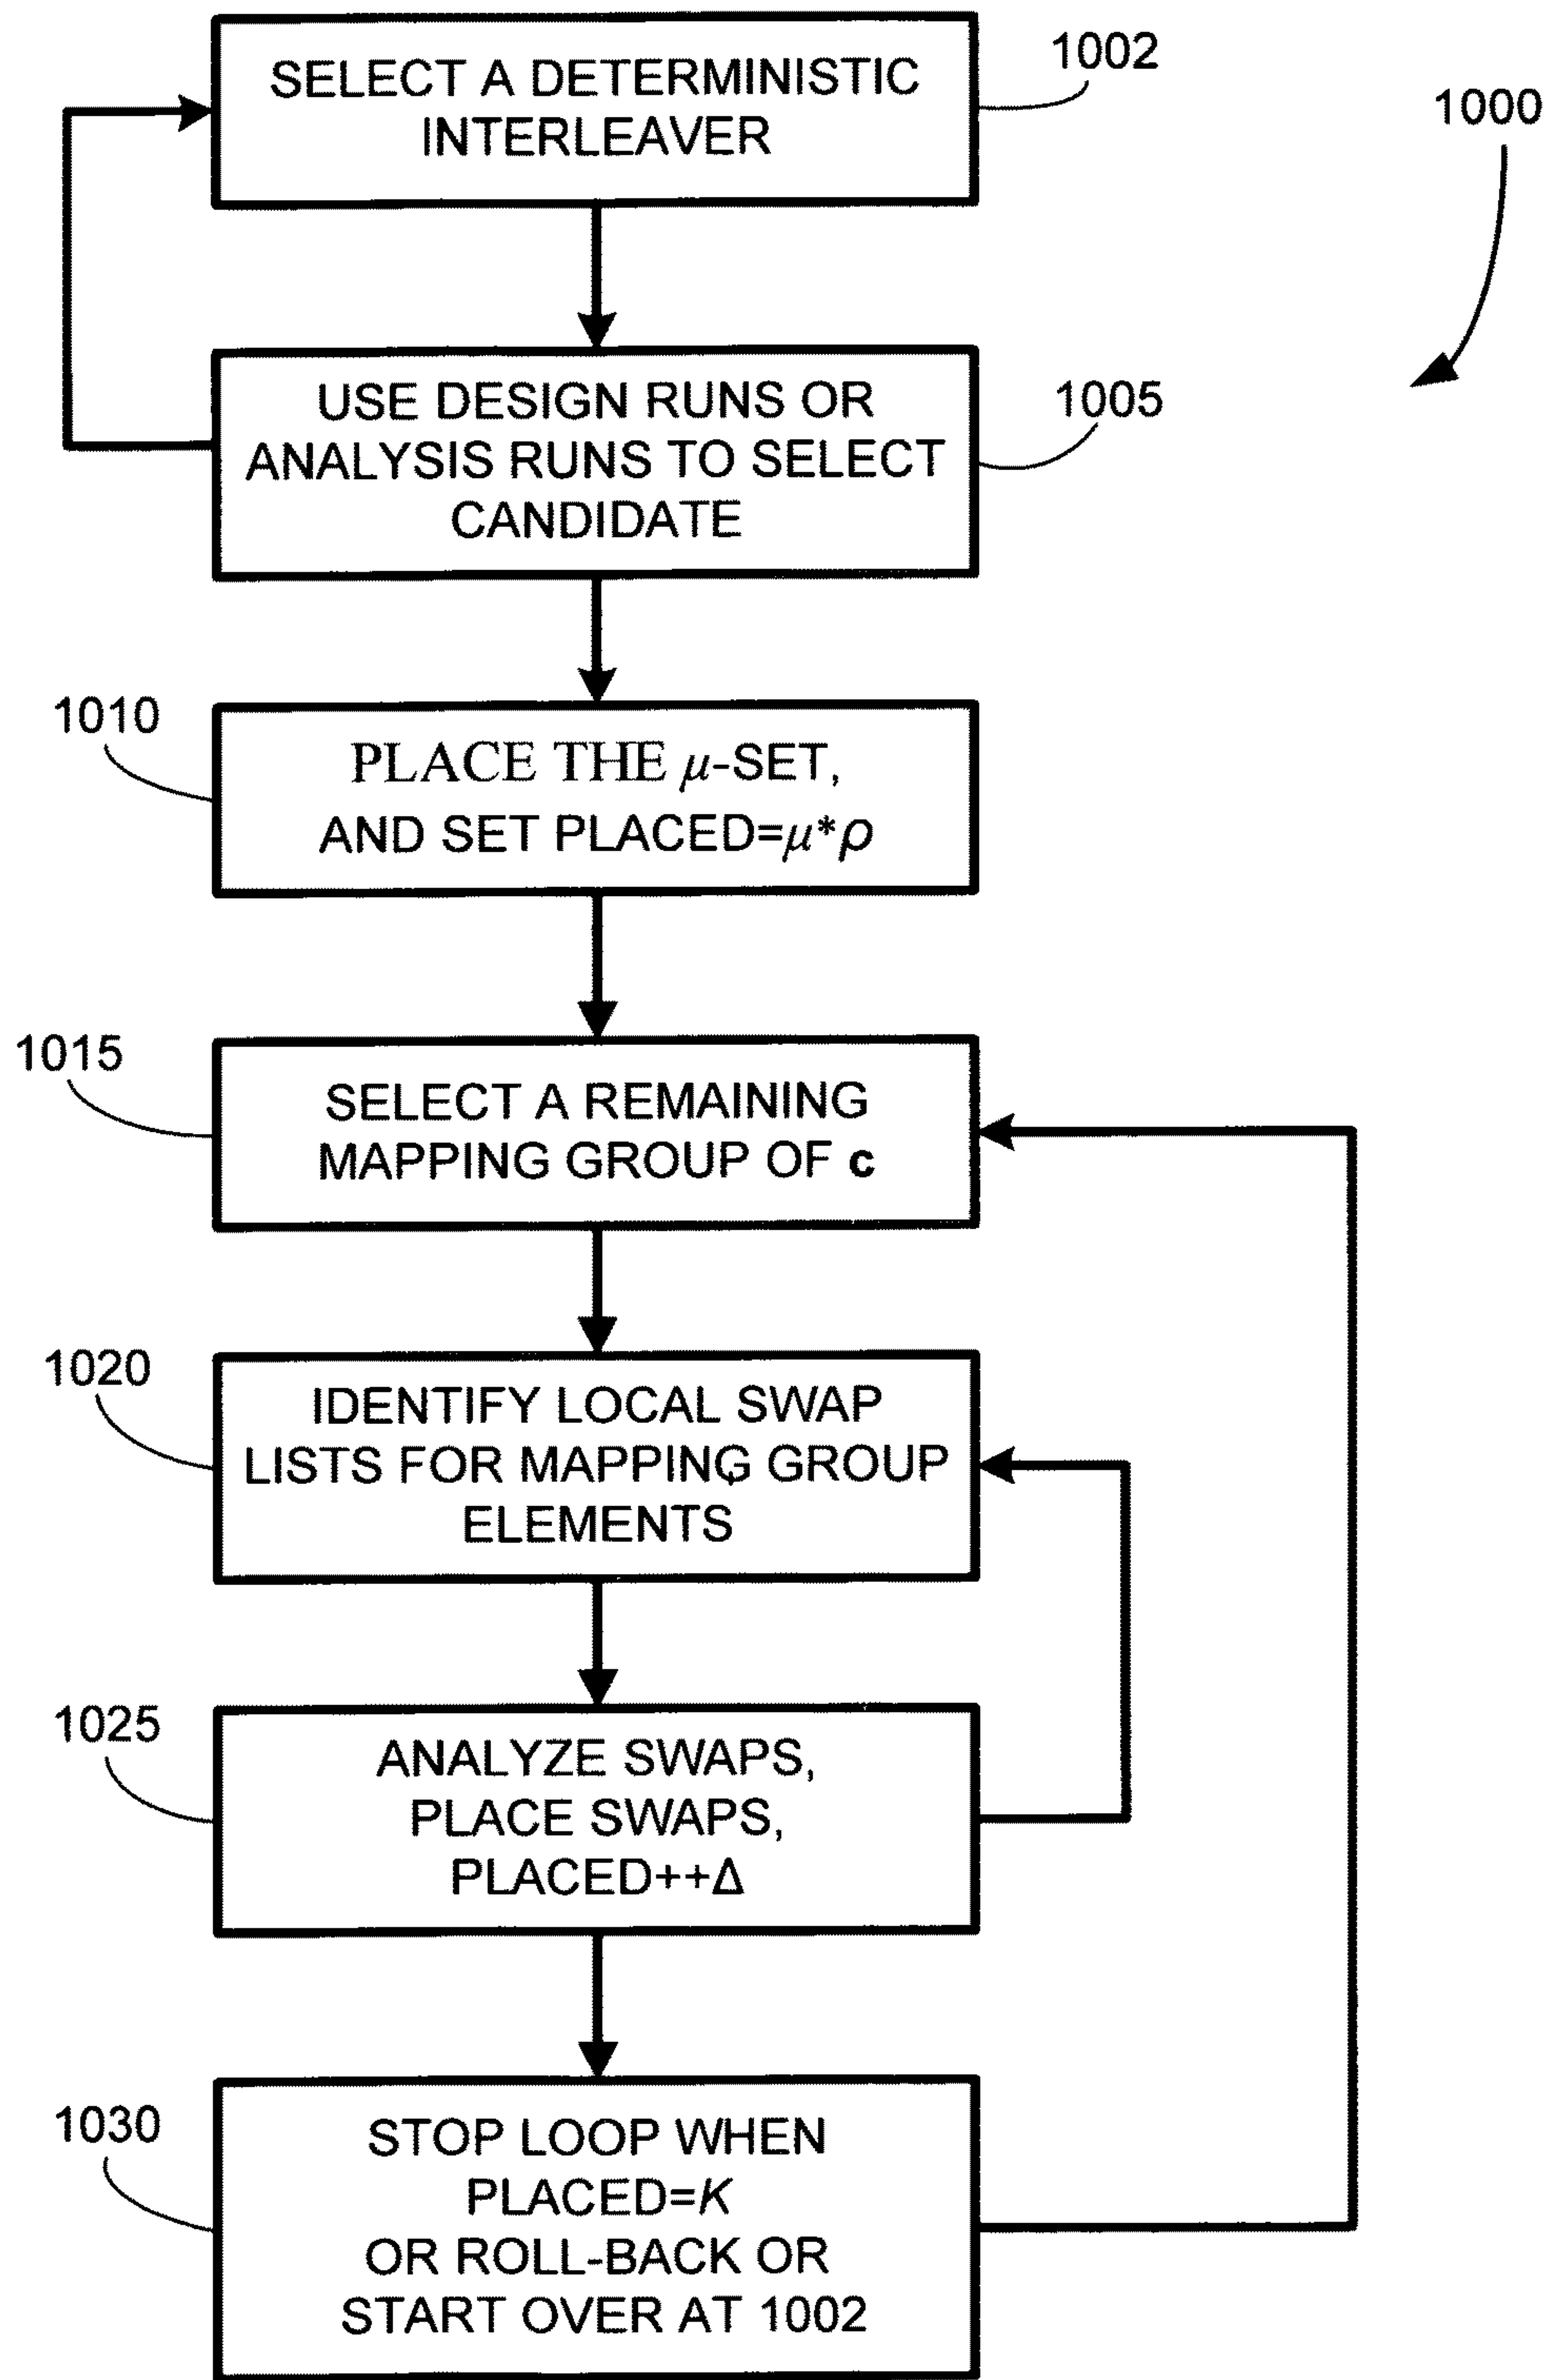 SELECT A DETERMINISTIC
INTERLEAVER
1002
1000
USE DESIGN RUNS OR
ANALYSIS RUNS TO SELECT
CANDIDATE
1005
1010
PLACE THE μ-SET,
AND SET PLACED=μ*ρ
1015
SELECT A REMAINING
MAPPING GROUP OF c
1020
IDENTIFY LOCAL SWAP
LISTS FOR MAPPING GROUP
ELEMENTS
1025
ANALYZE SWAPS,
PLACE SWAPS,
PLACED++Δ
1030
STOP LOOP WHEN
PLACED=K
OR ROLL-BACK OR
START OVER AT 1002